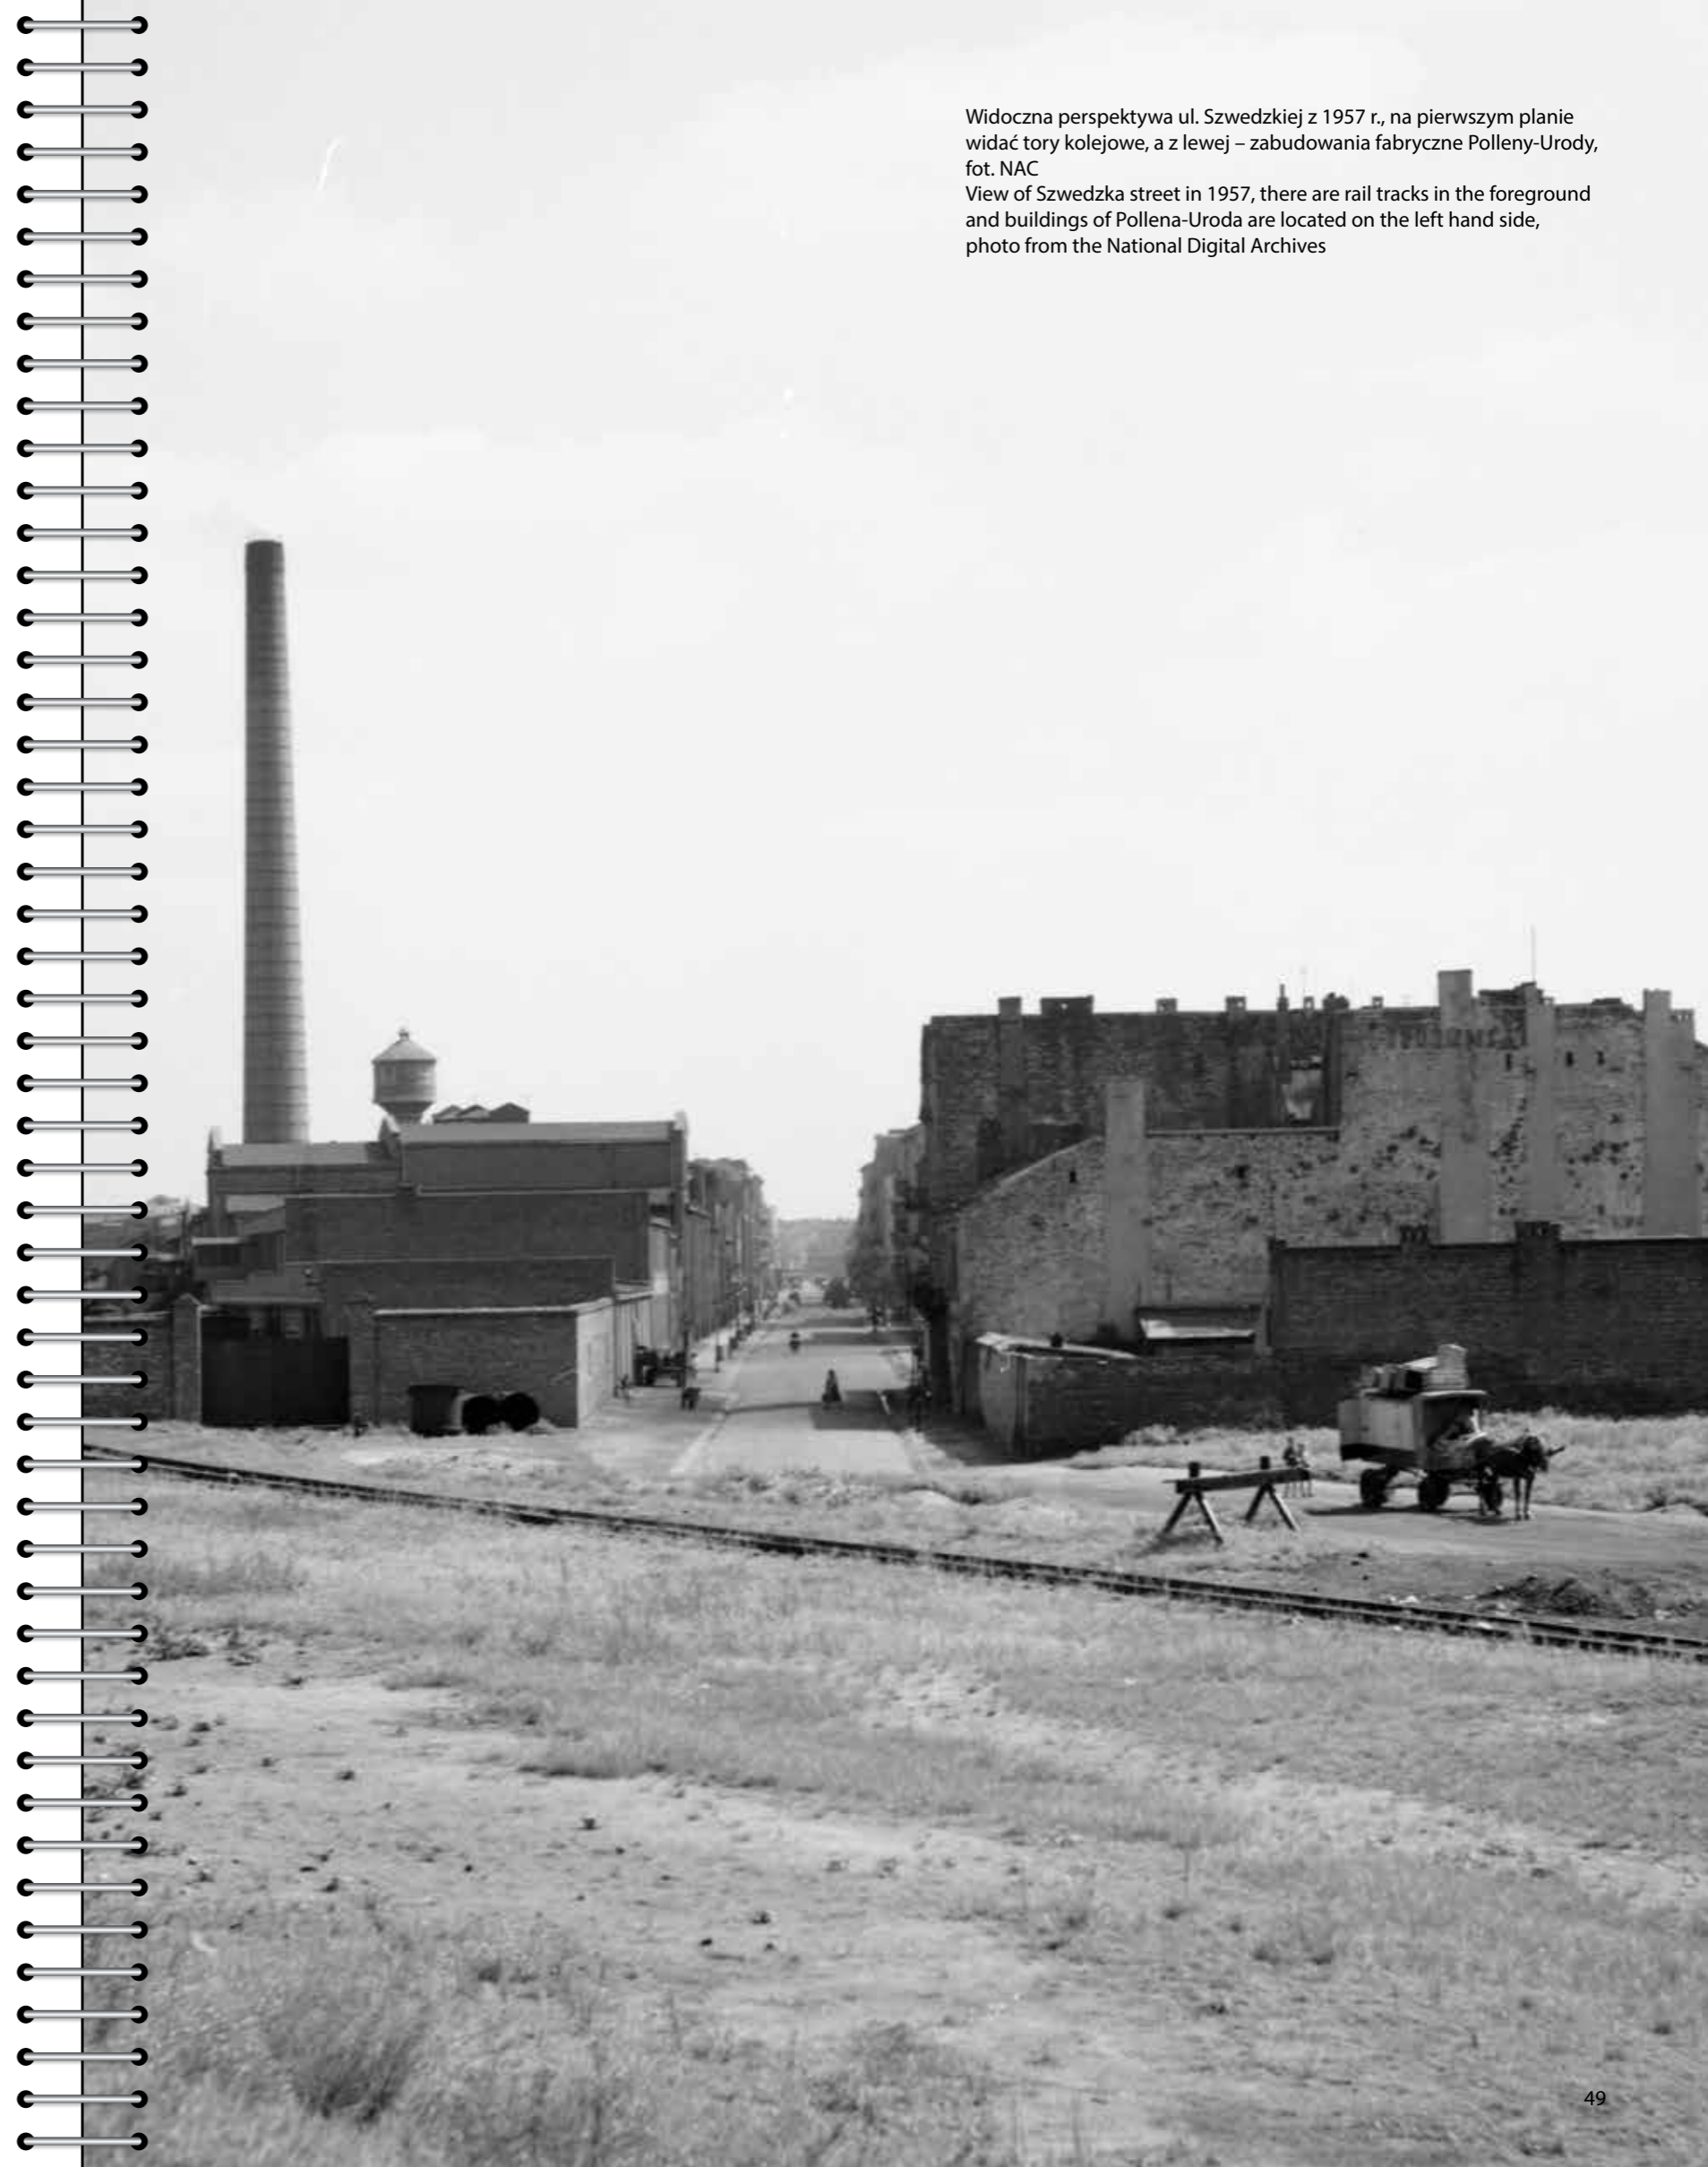 Widoczna perspektywa ul. Szwedzkiej z 1957 r., na pierwszym planie
widać tory kolejowe, a z lewej – zabudowania fabryczne Polleny-Urody,
fot. NAC
View of Szwedzka street in 1957, there are rail tracks in the foreground
and buildings of Pollena-Uroda are located on the left hand side,
photo from the National Digital Archives
49